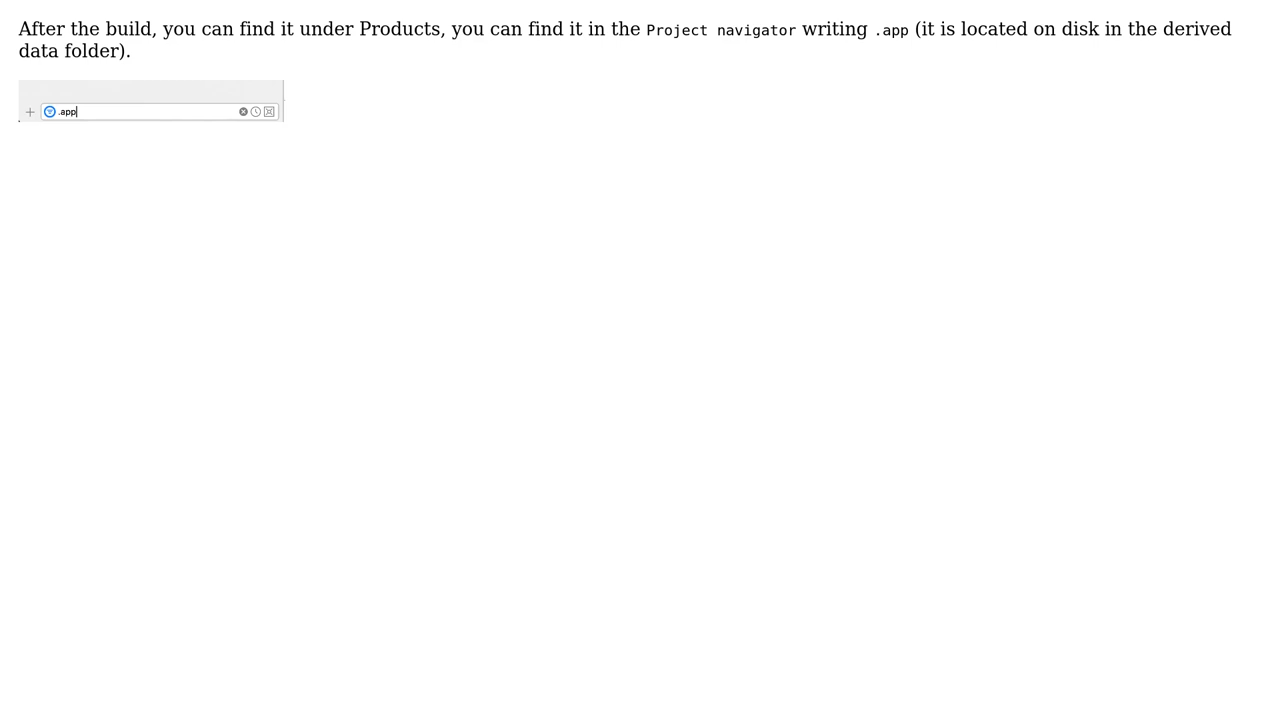 After the build, you can find it under Products, you can find it in the Project navigator writing .app (it is located on disk in the derived
data folder).
.app